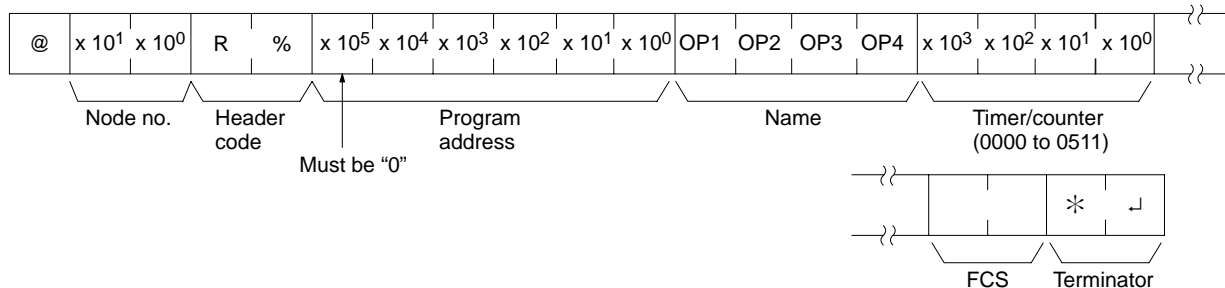 @ x 10¹ x 10⁰ R % x 10⁵ x 10⁴ x 10³ x 10² x 10¹ x 10⁰ OP1 OP2 OP3 OP4 x 10³ x 10² x 10¹ x 10⁰
Node no. Header code Program address Name Timer/counter (0000 to 0511)
Must be “0”
* ↵
FCS Terminator